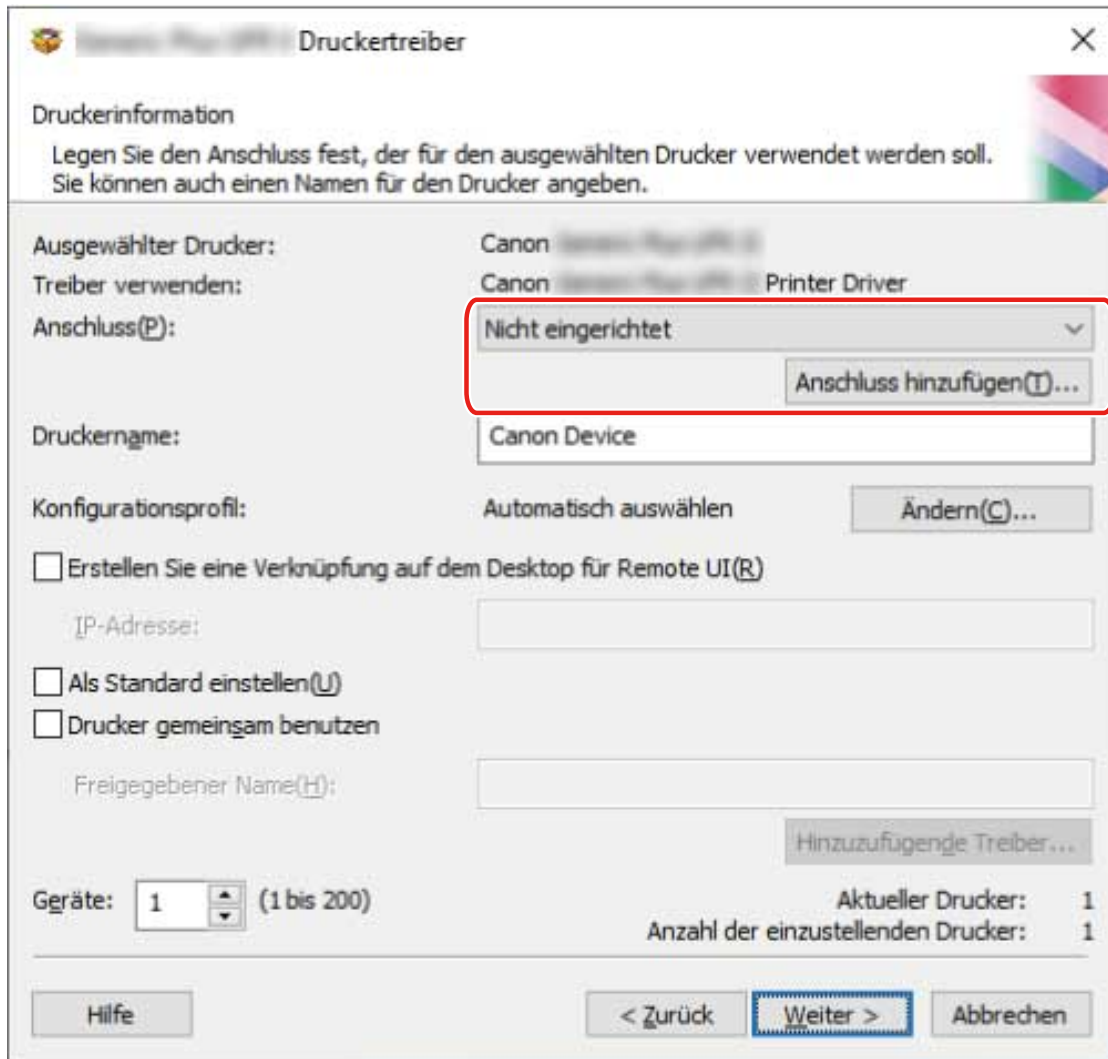 Druckertreiber
Druckerinformation
Legen Sie den Anschluss fest, der für den ausgewählten Drucker verwendet werden soll.
Sie können auch einen Namen für den Drucker angeben.
Ausgewählter Drucker: Canon
Treiber verwenden: Canon Printer Driver
Anschluss(P): Nicht eingerichtet
Anschluss hinzufügen(T)...
Druckername: Canon Device
Konfigurationsprofil: Automatisch auswählen Ändern(C)...
Erstellen Sie eine Verknüpfung auf dem Desktop für Remote UI(R)
IP-Adresse:
Als Standard einstellen(U)
Drucker gemeinsam benutzen
Freigegebener Name(H):
Hinzuzufügende Treiber...
Geräte: 1 (1 bis 200) Aktueller Drucker: 1
Anzahl der einzustellenden Drucker: 1
Hilfe < Zurück Weiter > Abbrechen